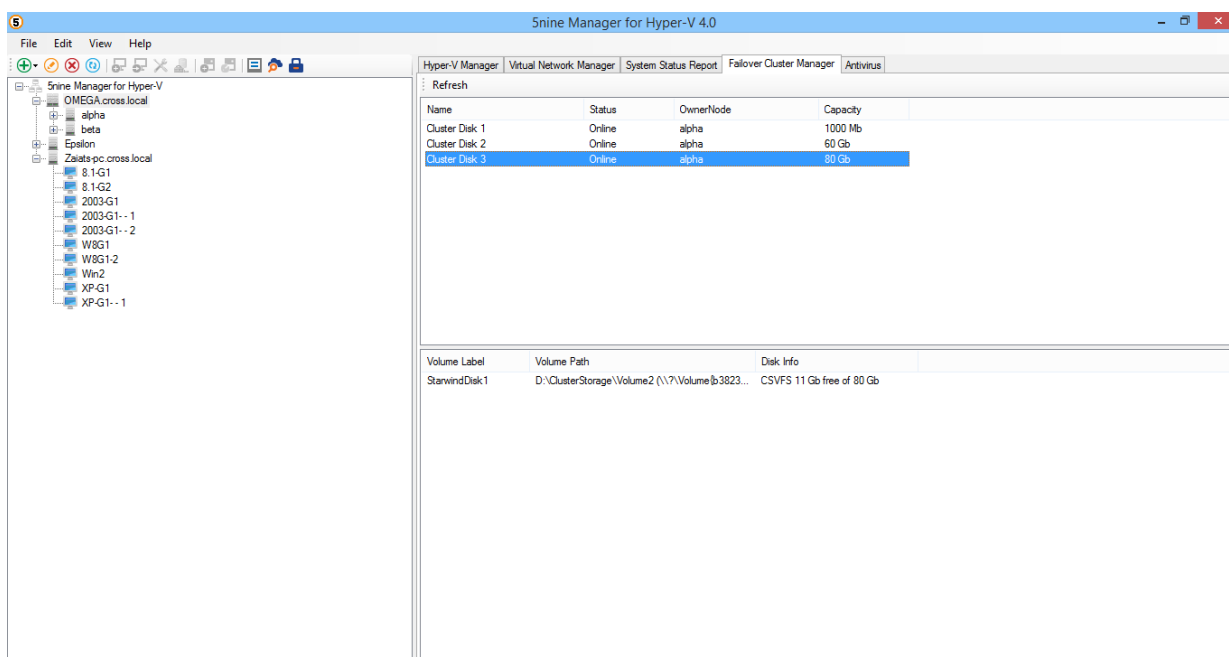 5nine Manager for Hyper-V 4.0
File Edit View Help
Hyper-V Manager Virtual Network Manager System Status Report Failover Cluster Manager Antivirus
5nine Manager for Hyper-V
OMEGA.cross.local
alpha
beta
Epsilon
Zaiats-pc.cross.local
8.1-G1
8.1-G2
2003-G1
2003-G1- - 1
2003-G1- - 2
W8G1
W8G1-2
Win2
XP-G1
XP-G1- - 1
Refresh
Name Status OwnerNode Capacity
Cluster Disk 1 Online alpha 1000 Mb
Cluster Disk 2 Online alpha 60 Gb
Cluster Disk 3 Online alpha 80 Gb
Volume Label Volume Path Disk Info
StarwindDisk1 D:\ClusterStorage\Volume2 (\\?\Volume{b3823... CSVFS 11 Gb free of 80 Gb